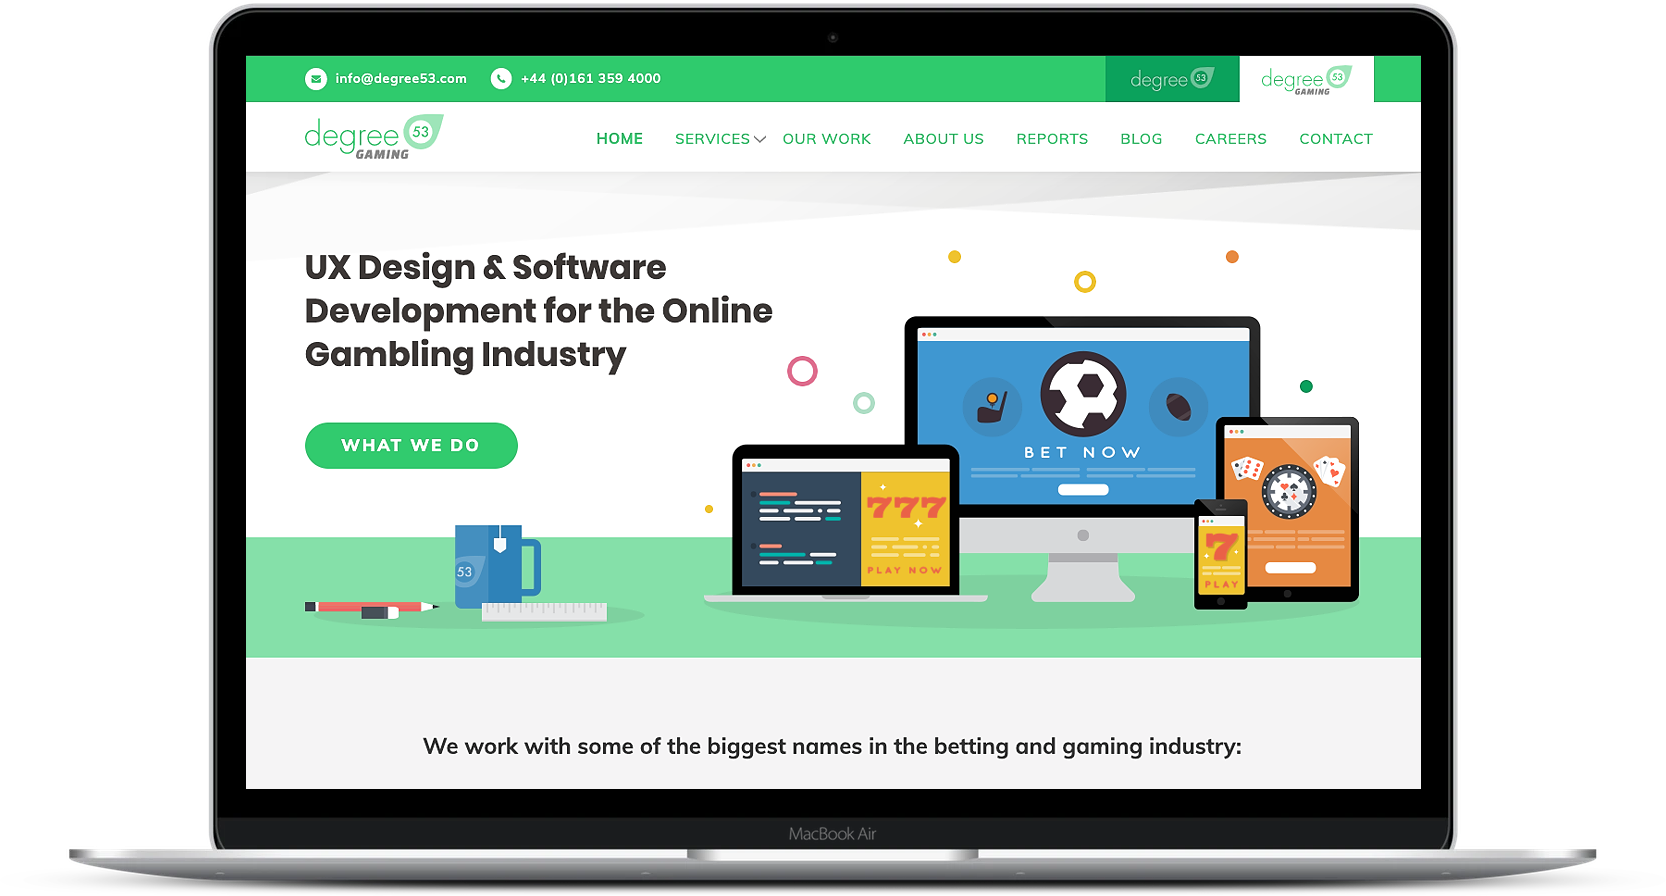 info@degree53.com +44 (0)161 359 4000 degree 53 degree 53
GAMING
degree 53
GAMING
HOME SERVICES OUR WORK ABOUT US REPORTS BLOG CAREERS CONTACT
UX Design & Software
Development for the Online
Gambling Industry
WHAT WE DO
BET NOW
777
PLAY NOW
7
PLAY
53
We work with some of the biggest names in the betting and gaming industry:
MacBook Air